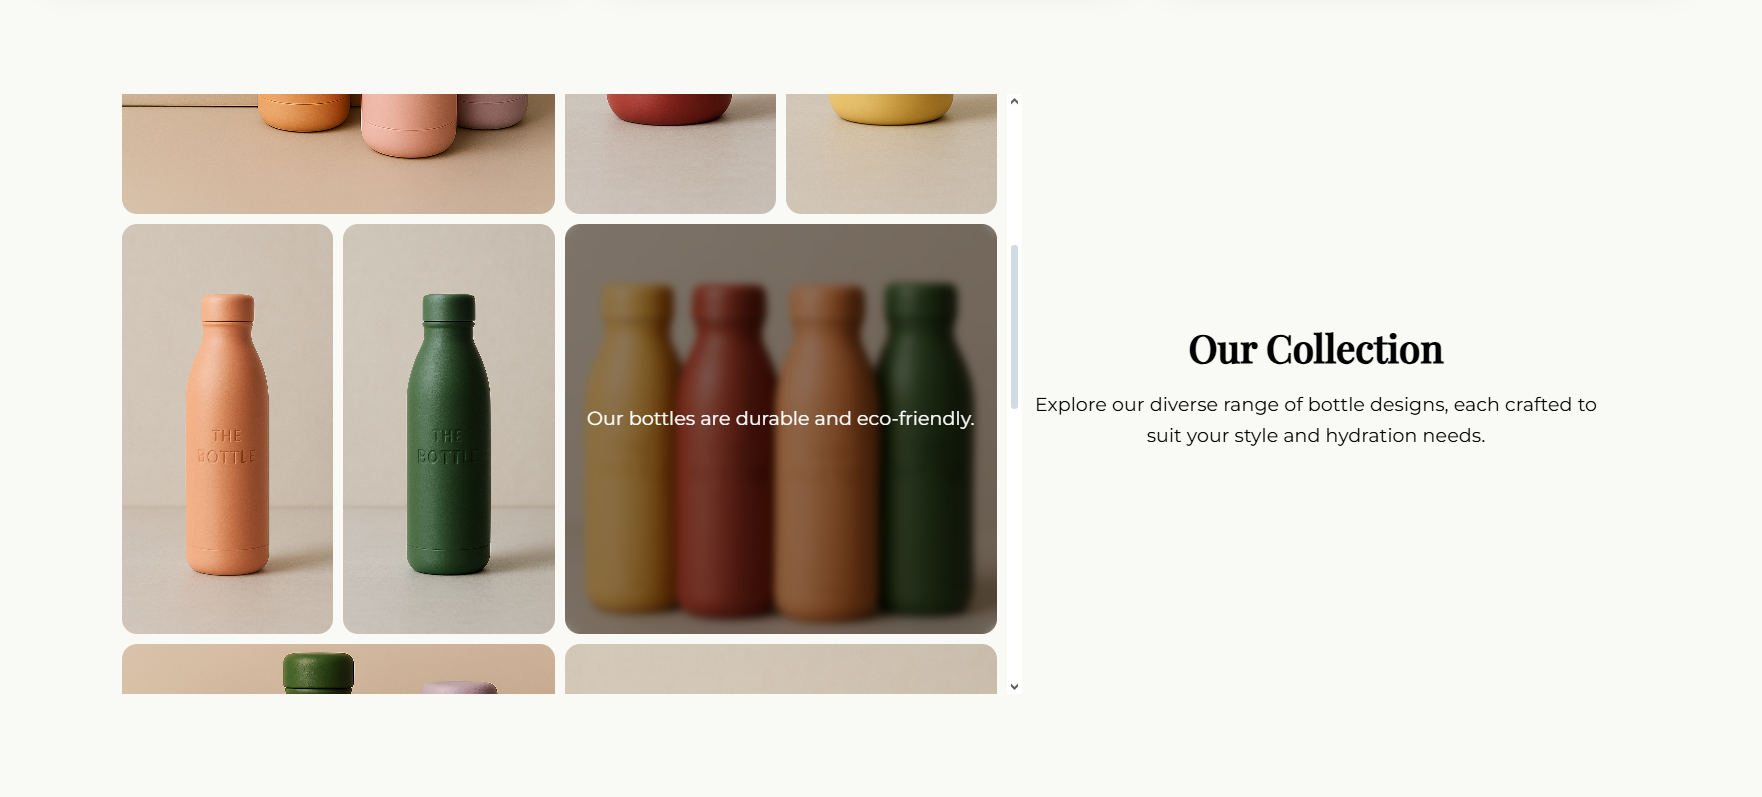 THE
BOTTLE
THE
BOTTLE
Our bottles are durable and eco-friendly.
Our Collection
Explore our diverse range of bottle designs, each crafted to
suit your style and hydration needs.